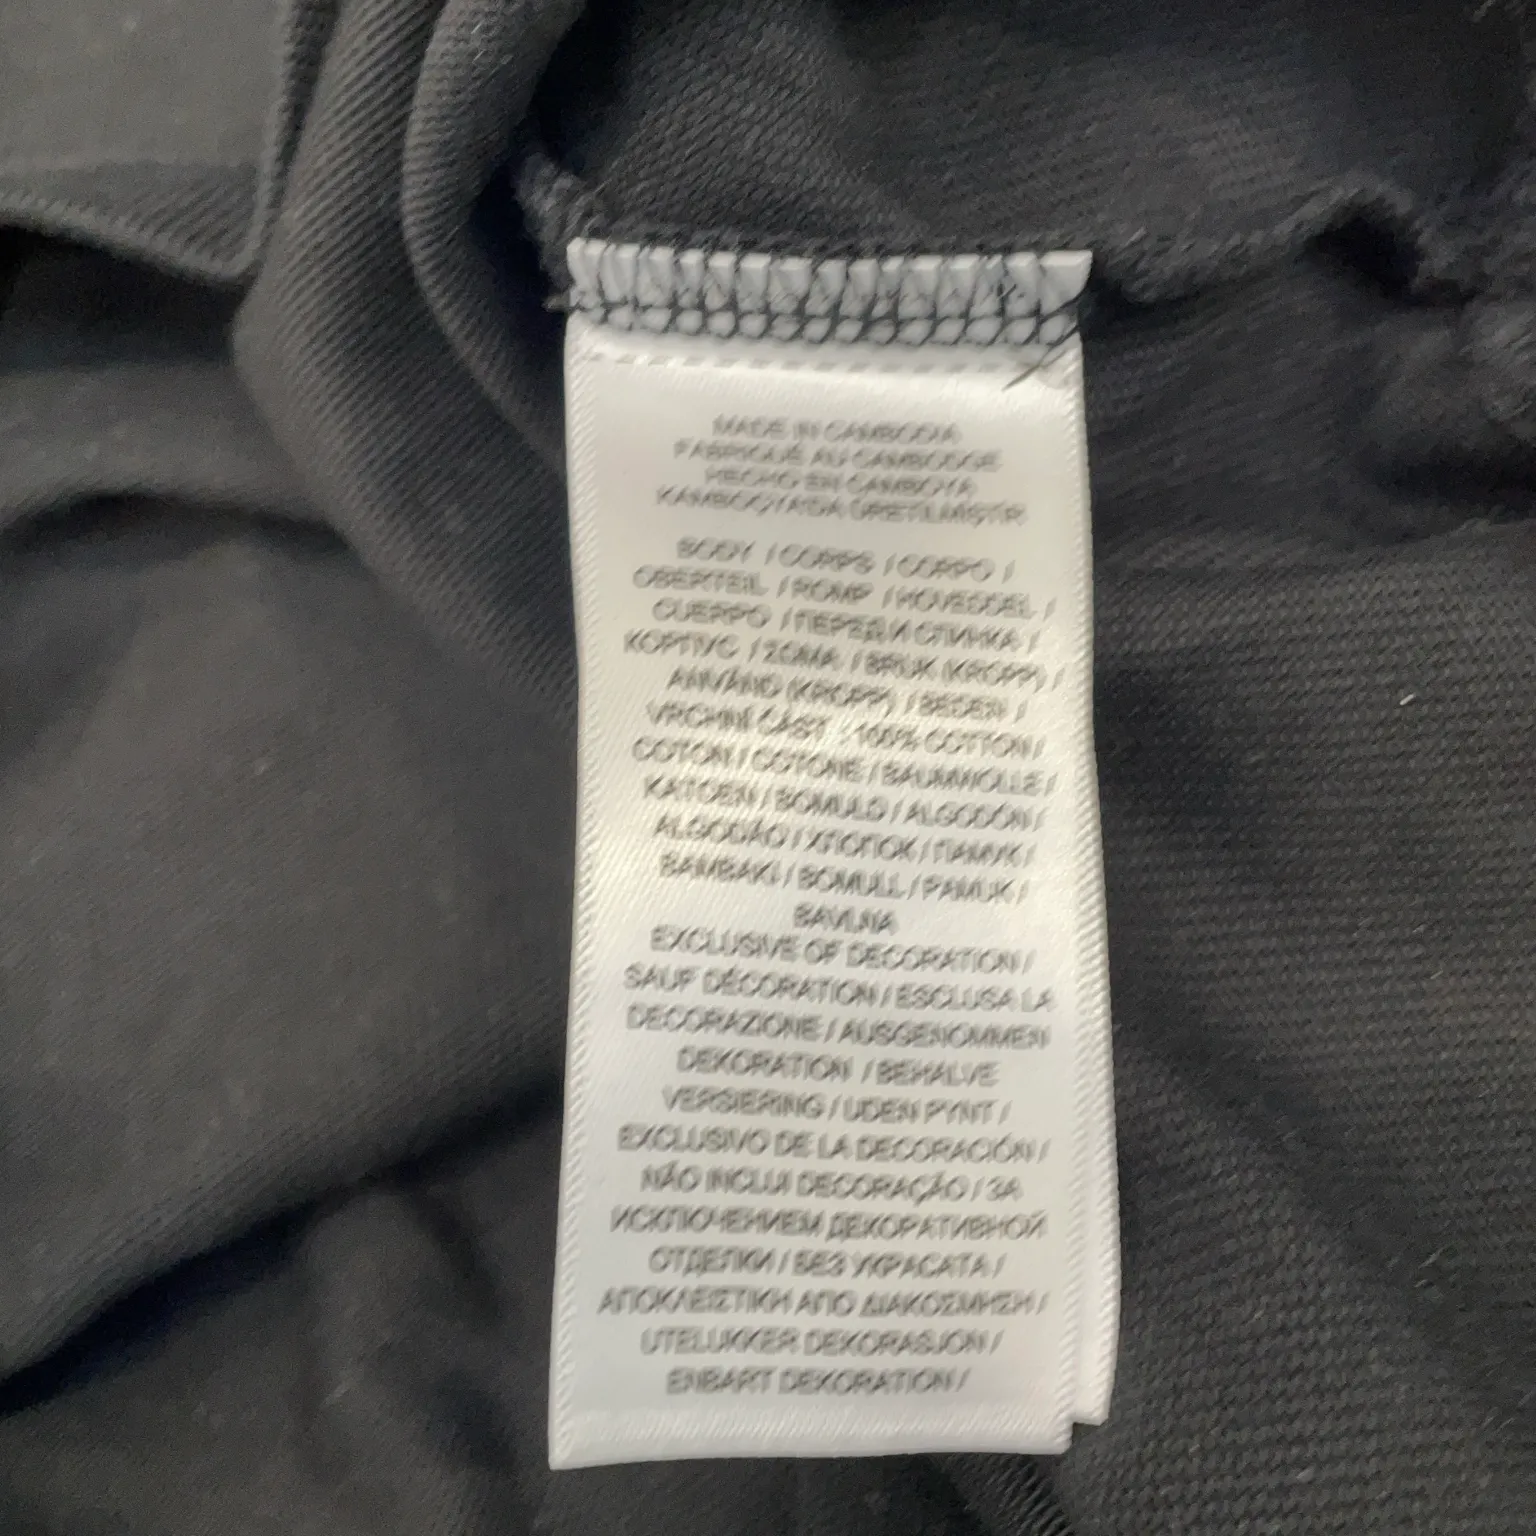 MADE IN CAMBODIA
FABRIQUÉ AU CAMBODGE
HECHO EN CAMBOYA
KAMBOÇYA'DA ÜRETİLMİŞTİR
BODY / CORPS / CORPO /
OBERTEIL / ROMP / HOVEDDEL /
CUERPO / ПЕРЕД И СПИНКА /
ΚΟΡΠΥΣ / ΣΩΜΑ / BRUK (KROPP) /
ANVÄND (KROPP) / BEDEN /
VRCHNÍ ČÁST : 100% COTTON /
COTON / COTONE / BAUMWOLLE /
KATOEN / BOMULD / ALGODÓN /
ALGODÃO / ХЛОПОК / ПАМУК /
BAMBAKI / BOMULL / PAMUK /
BAVLNA
EXCLUSIVE OF DECORATION /
SAUF DÉCORATION / ESCLUSA LA
DECORAZIONE / AUSGENOMMEN
DEKORATION / BEHALVE
VERSIERING / UDEN PYNT /
EXCLUSIVO DE LA DECORACIÓN /
NÃO INCLUI DECORAÇÃO / ЗА
ИСКЛЮЧЕНИЕМ ДЕКОРАТИВНОЙ
ОТДЕЛКИ / БЕЗ УКРАСАТА /
ΑΠΟΚΛΕΙΣΤΙΚΗ ΑΠΟ ΔΙΑΚΟΣΜΗΣΗ /
UTELUKKER DEKORASJON /
ENBART DEKORATION /